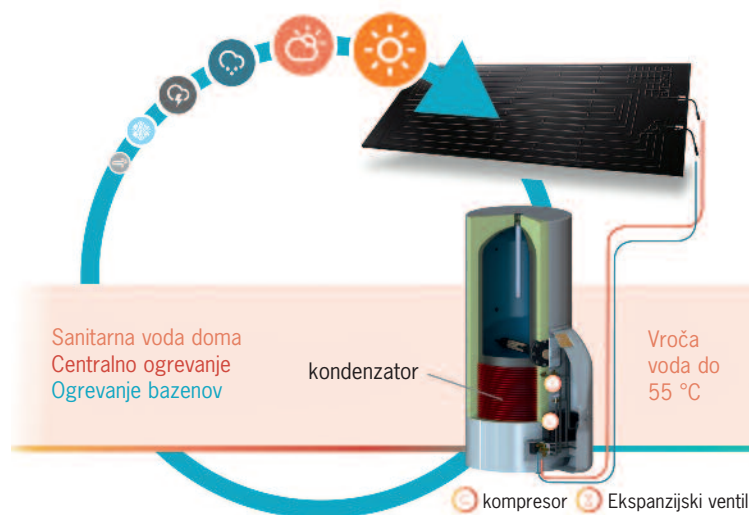 Sanitarna voda doma
Centralno ogrevanje
Ogrevanje bazenov
kondenzator
Vroča
voda do
55 °C
kompresor
Ekspanzijski ventil